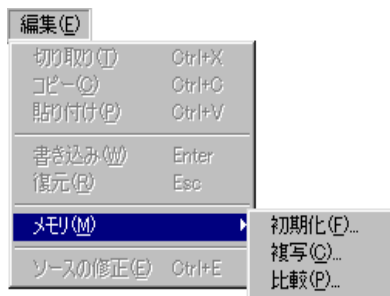 編集(E)
切り取り(T) Ctrl+X
コピー(C) Ctrl+C
貼り付け(P) Ctrl+V
書き込み(W) Enter
復元(R) Esc
メモリ(M)
初期化(F)...
複写(C)...
比較(P)...
ソースの修正(E) Ctrl+E